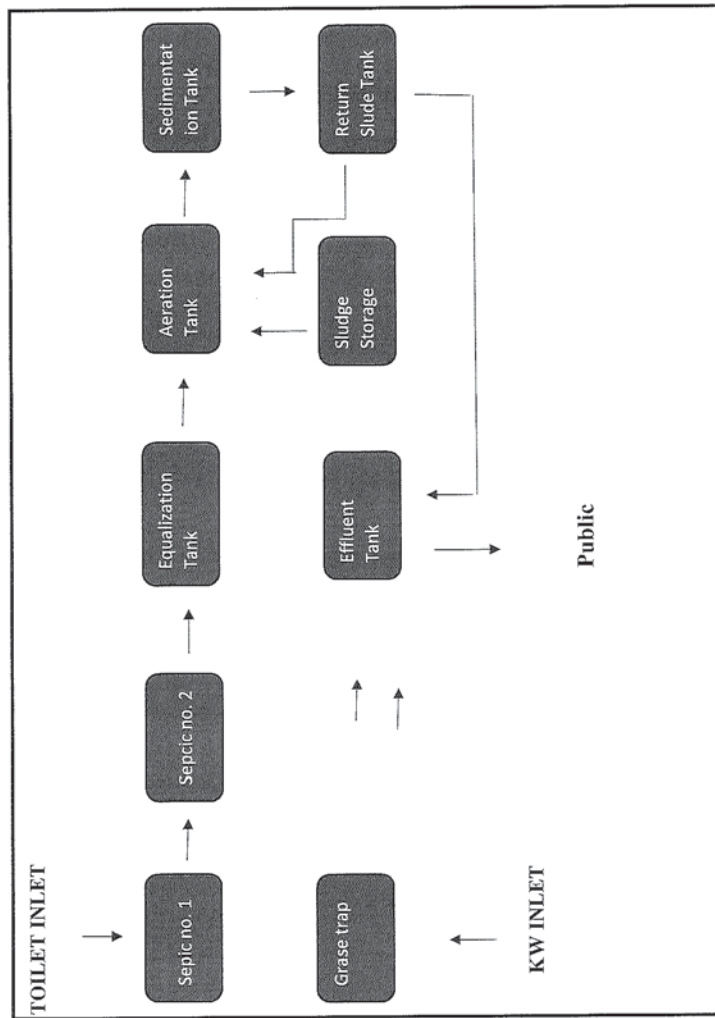 TOILET INLET
Sepic no. 1
Sepcic no. 2
Equalization
Tank
Aeration
Tank
Sedimentat
ion Tank
Grase trap
Effluent
Tank
Sludge
Storage
Return
Slude Tank
KW INLET
Public